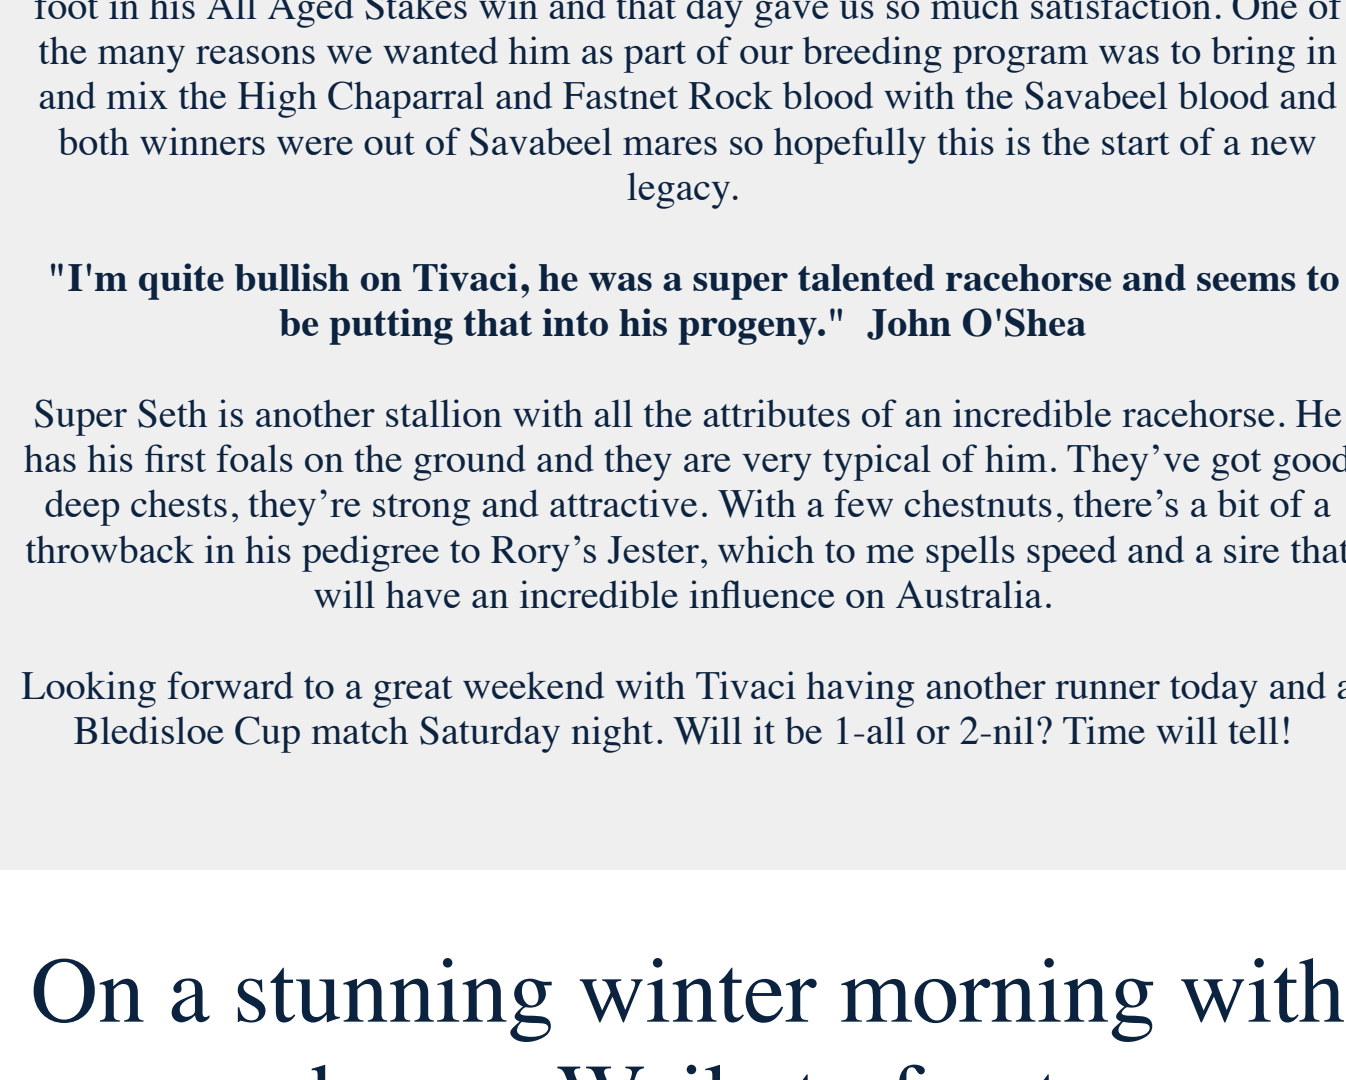 foot in his All Aged Stakes win and that day gave us so much satisfaction. One of
the many reasons we wanted him as part of our breeding program was to bring in
and mix the High Chaparral and Fastnet Rock blood with the Savabeel blood and
both winners were out of Savabeel mares so hopefully this is the start of a new
legacy.
"I'm quite bullish on Tivaci, he was a super talented racehorse and seems to
be putting that into his progeny."  John O'Shea
Super Seth is another stallion with all the attributes of an incredible racehorse. He
has his first foals on the ground and they are very typical of him. They’ve got good
deep chests, they’re strong and attractive. With a few chestnuts, there’s a bit of a
throwback in his pedigree to Rory’s Jester, which to me spells speed and a sire that
will have an incredible influence on Australia.
Looking forward to a great weekend with Tivaci having another runner today and a
Bledisloe Cup match Saturday night. Will it be 1-all or 2-nil? Time will tell!
On a stunning winter morning with